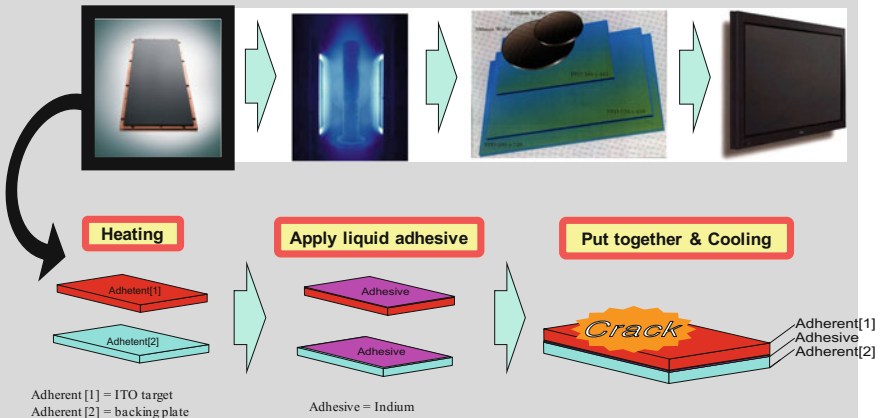 Heating
Apply liquid adhesive
Put together & Cooling
Adhetent[1]
Adhesive
Adhetent[2]
Adhesive
Crack
Adherent[1]
Adhesive
Adherent[2]
Adherent [1] = ITO target
Adherent [2] = backing plate
Adhesive = Indium